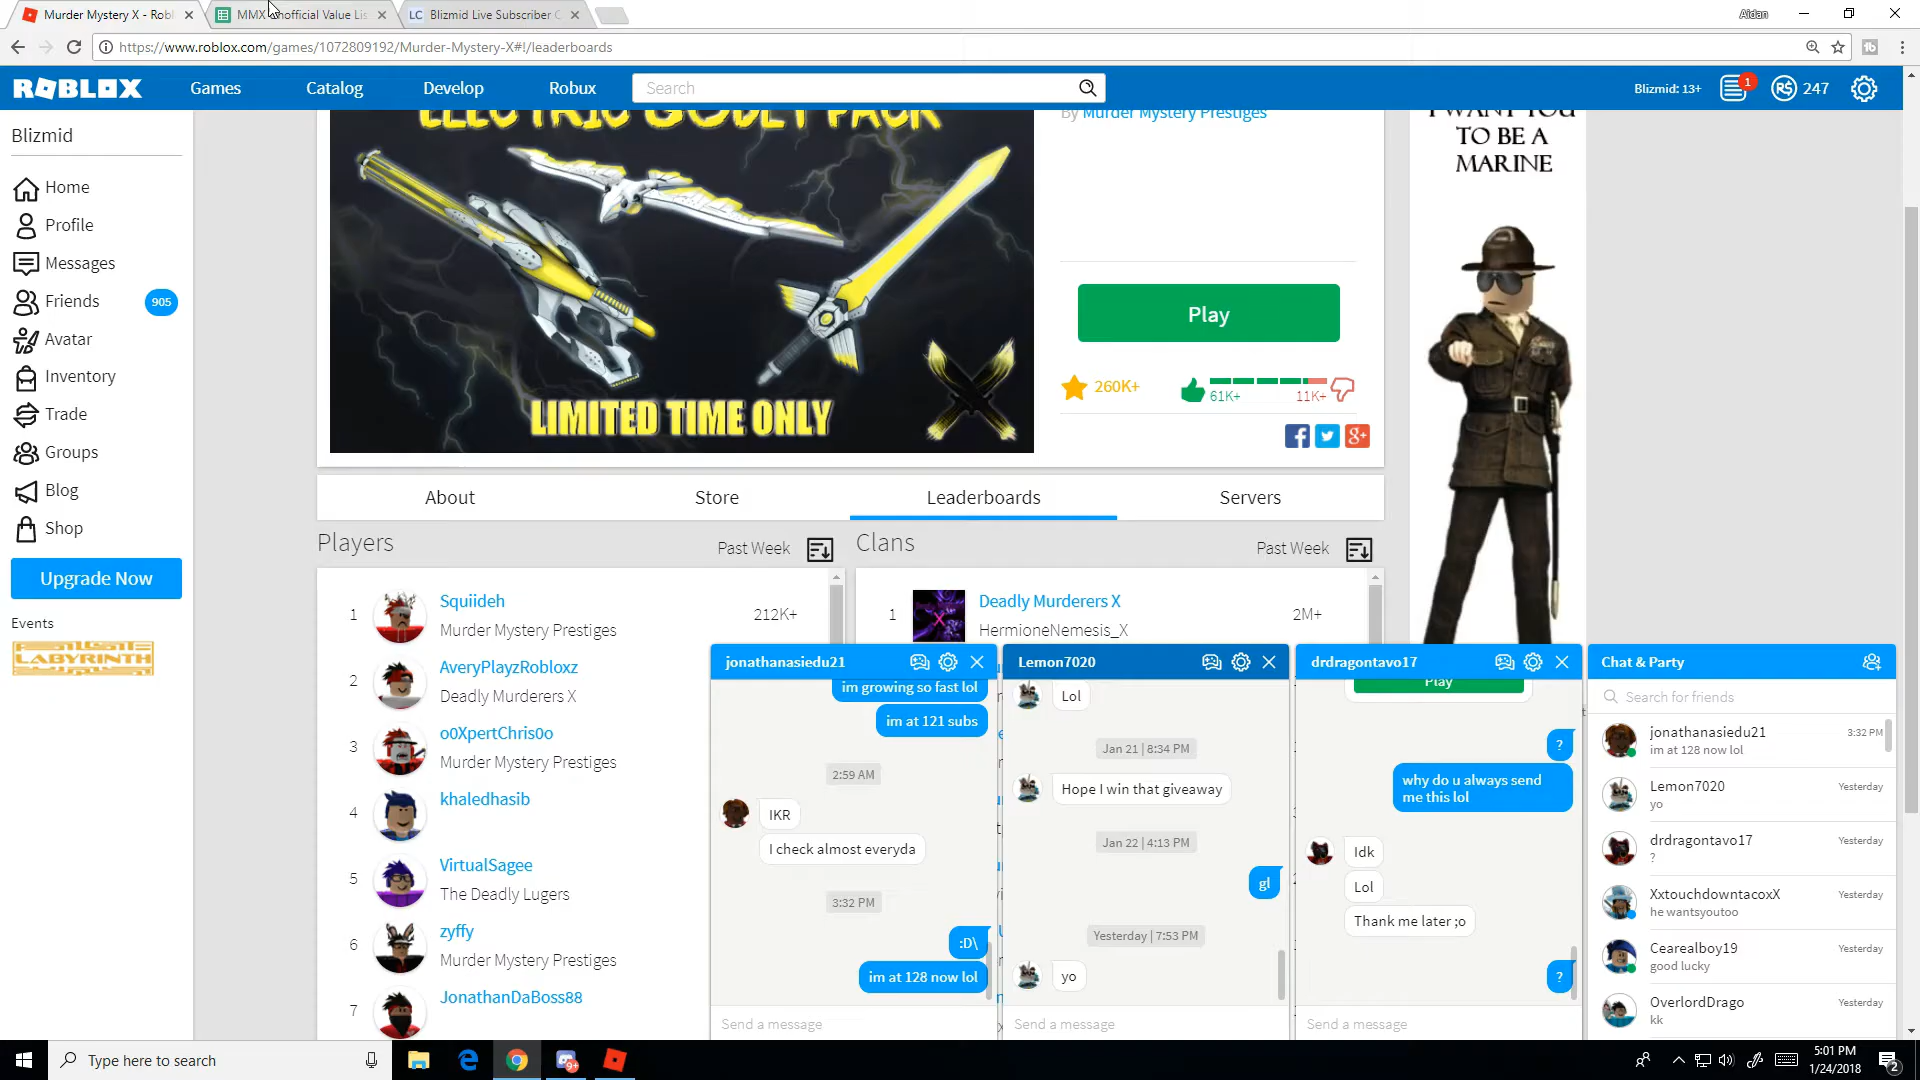 Murder Mystery X - Robl
MMX Unofficial Value Lis
LC Blizmid Live Subscriber C
Aidan
https://www.roblox.com/games/1072809192/Murder-Mystery-X#!/leaderboards
ROBLOX
Games
Catalog
Develop
Robux
Search
Blizmid: 13+
1
R$ 247
Blizmid
Home
Profile
Messages
Friends
905
Avatar
Inventory
Trade
Groups
Blog
Shop
Upgrade Now
Events
LABYRINTH
ELECTRIC GODLY PACK
LIMITED TIME ONLY
By Murder Mystery Prestiges
Play
260K+
61K+
11K+
I WANT YOU
TO BE A
MARINE
About
Store
Leaderboards
Servers
Players
Past Week
1
Squiideh
Murder Mystery Prestiges
212K+
2
AveryPlayzRobloxz
Deadly Murderers X
3
o0XpertChris0o
Murder Mystery Prestiges
4
khaledhasib
5
VirtualSagee
The Deadly Lugers
6
zyffy
Murder Mystery Prestiges
7
JonathanDaBoss88
Clans
Past Week
1
Deadly Murderers X
HermioneNemesis_X
2M+
jonathanasiedu21
im growing so fast lol
im at 121 subs
2:59 AM
IKR
I check almost everyda
3:32 PM
:D\
im at 128 now lol
Send a message
Lemon7020
Lol
Jan 21 | 8:34 PM
Hope I win that giveaway
Jan 22 | 4:13 PM
gl
Yesterday | 7:53 PM
yo
Send a message
drdragontavo17
Play
?
why do u always send
me this lol
Idk
Lol
Thank me later ;o
?
Send a message
Chat & Party
Search for friends
jonathanasiedu21
3:32 PM
im at 128 now lol
Lemon7020
Yesterday
yo
drdragontavo17
Yesterday
?
XxtouchdowntacoxX
Yesterday
he wantsyoutoo
Cearealboy19
Yesterday
good lucky
OverlordDrago
Yesterday
kk
Type here to search
9+
5:01 PM
1/24/2018
2